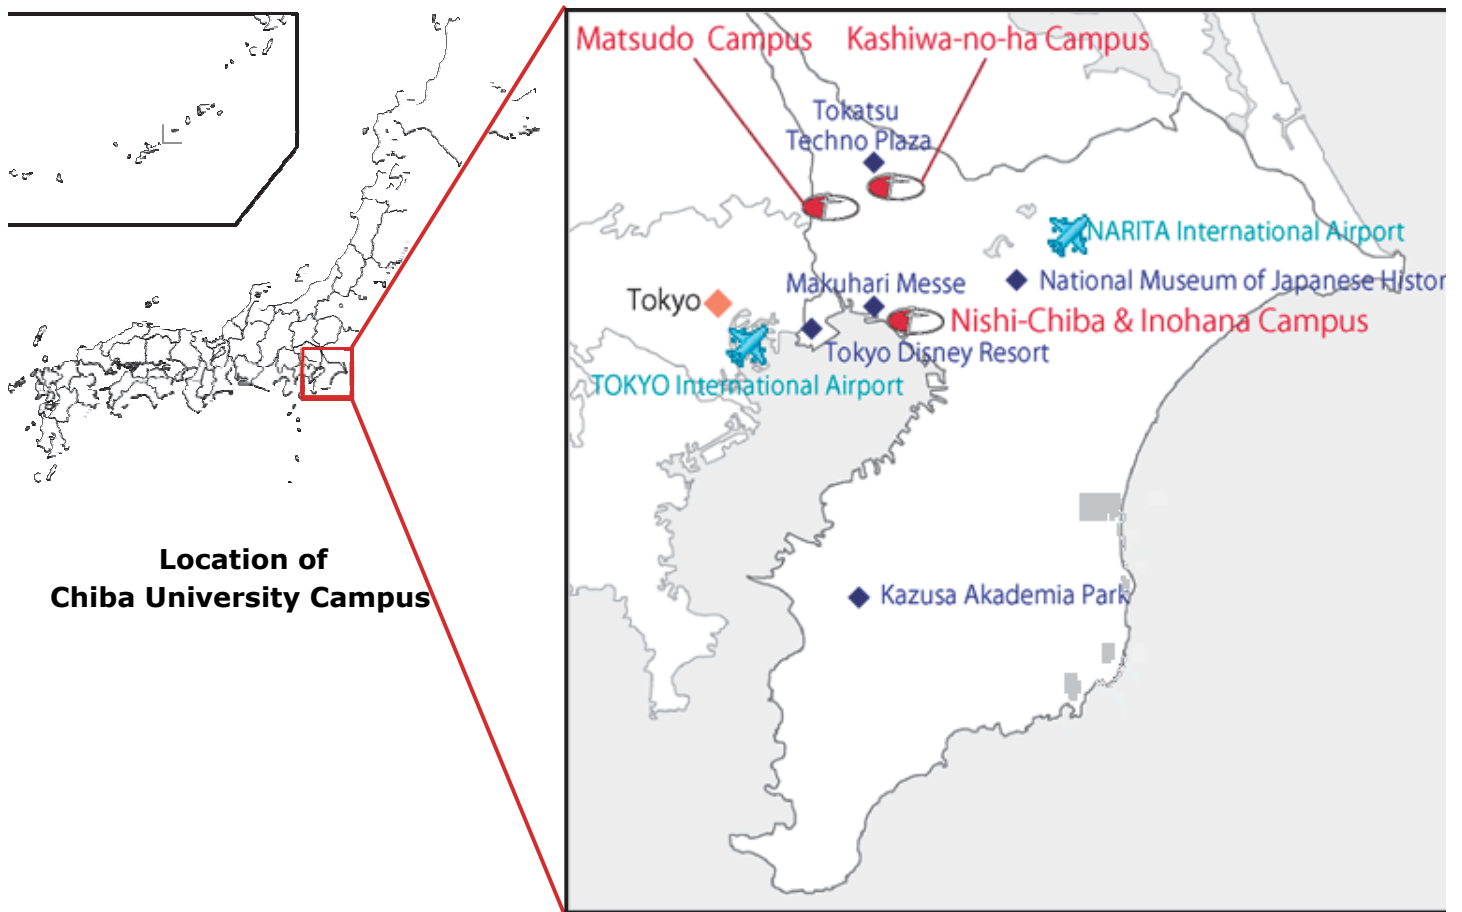 Matsudo Campus
Kashiwa-no-ha Campus
Tokatsu
Techno Plaza
NARITA International Airport
Makuhari Messe
National Museum of Japanese Histor
Tokyo
Nishi-Chiba & Inohana Campus
Tokyo Disney Resort
TOKYO International Airport
Location of
Chiba University Campus
Kazusa Akademia Park